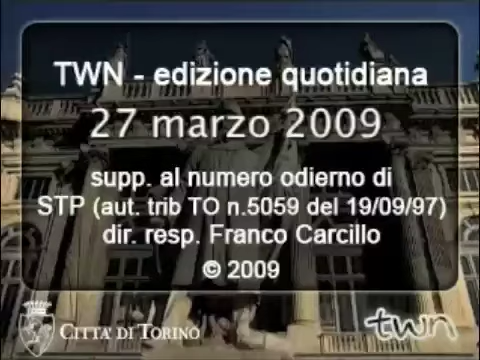 TWN - edizione quotidiana
27 marzo 2009
supp. al numero odierno di
STP (aut. trib TO n.5059 del 19/09/97)
dir. resp. Franco Carcillo
© 2009
CITTA' DI TORINO
twn